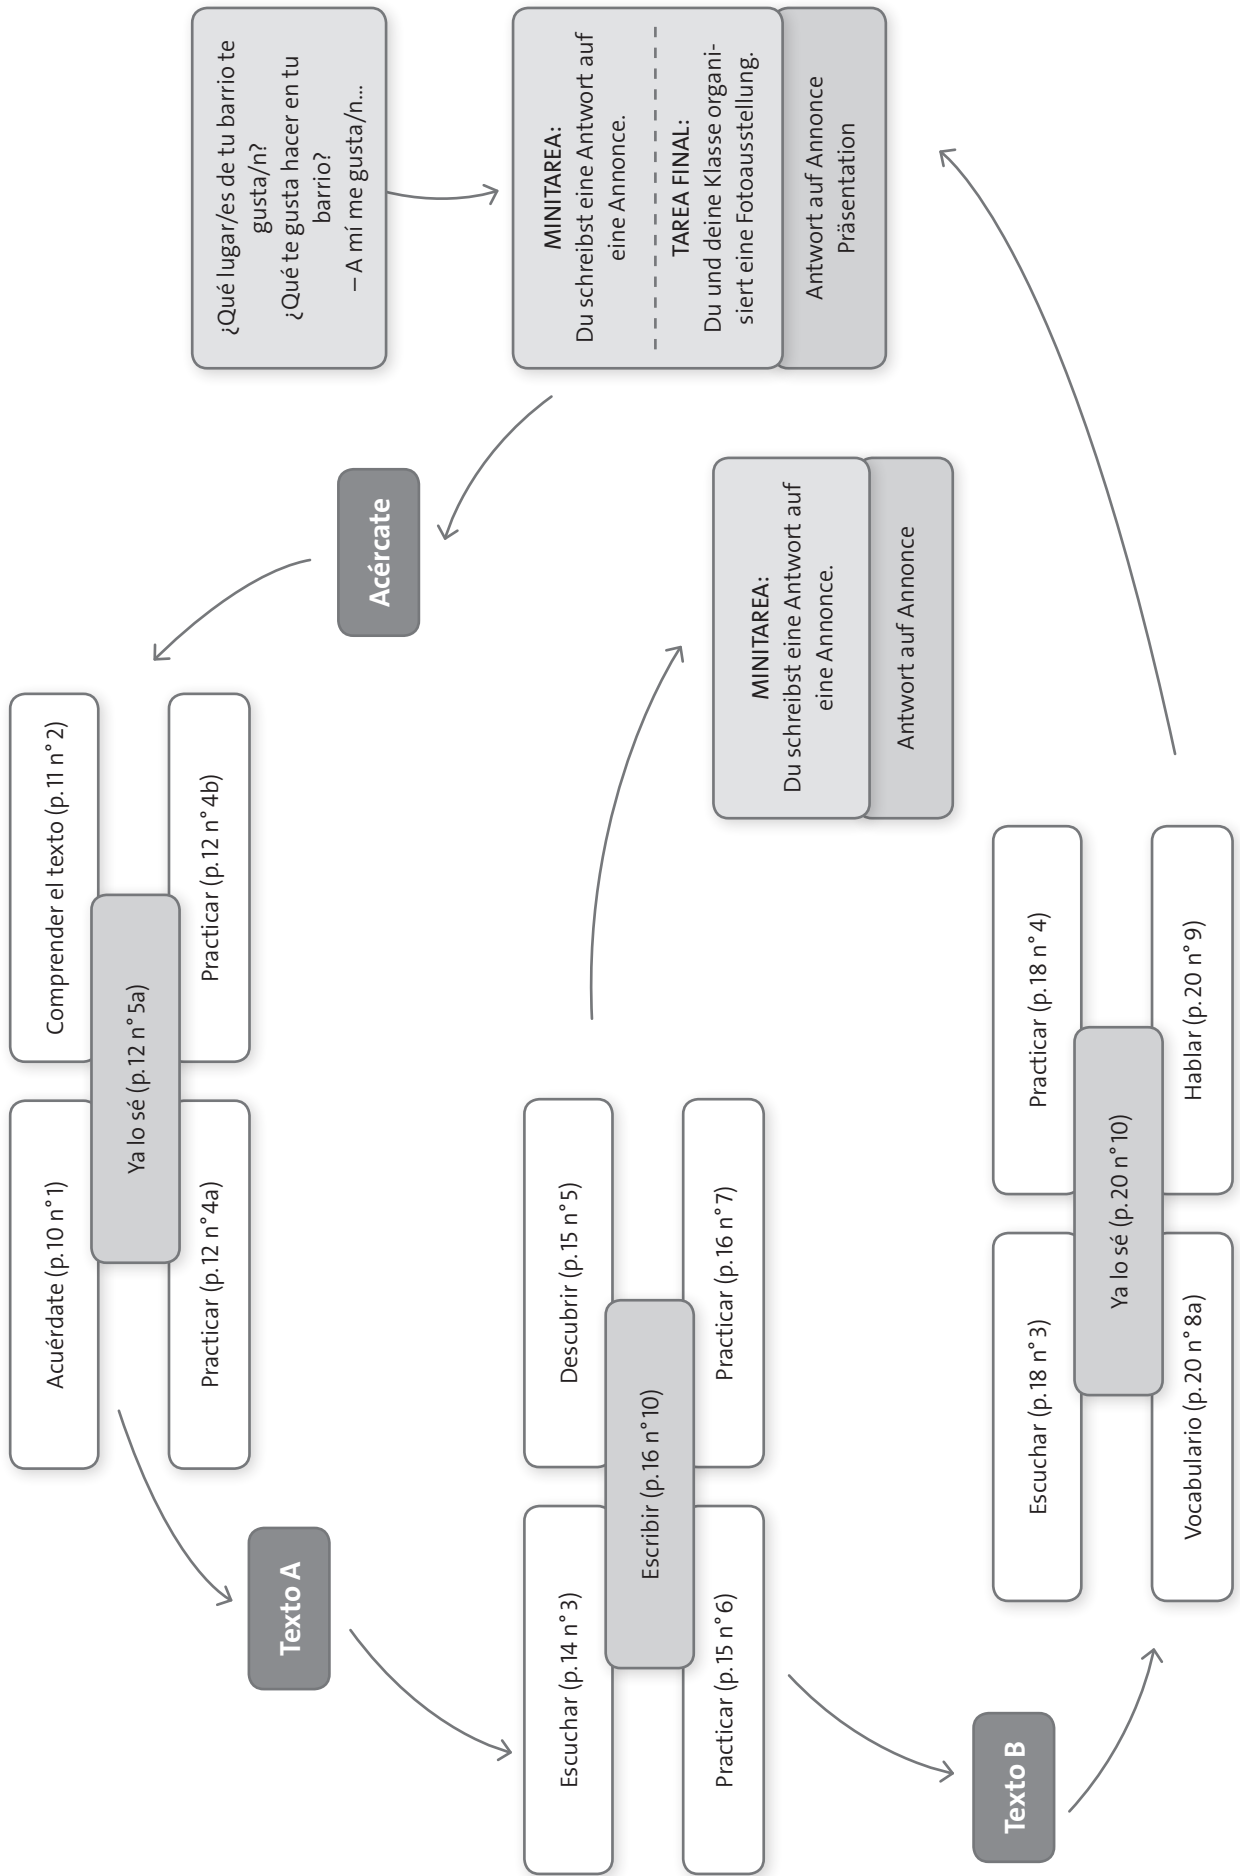 ¿Qué lugar/es de tu barrio te
gusta/n?
¿Qué te gusta hacer en tu
barrio?
– A mí me gusta/n...
MINITAREA:
Du schreibst eine Antwort auf
eine Annonce.
TAREA FINAL:
Du und deine Klasse organi-
siert eine Fotoausstellung.
Antwort auf Annonce
Präsentation
Acércate
Acuérdate (p. 10 n° 1)
Comprender el texto (p. 11 n° 2)
Ya lo sé (p. 12 n° 5a)
Practicar (p. 12 n° 4a)
Practicar (p. 12 n° 4b)
Texto A
Escuchar (p. 14 n° 3)
Descubrir (p. 15 n° 5)
Escribir (p. 16 n° 10)
Practicar (p. 15 n° 6)
Practicar (p. 16 n° 7)
MINITAREA:
Du schreibst eine Antwort auf
eine Annonce.
Antwort auf Annonce
Texto B
Escuchar (p. 18 n° 3)
Practicar (p. 18 n° 4)
Ya lo sé (p. 20 n° 10)
Vocabulario (p. 20 n° 8a)
Hablar (p. 20 n° 9)